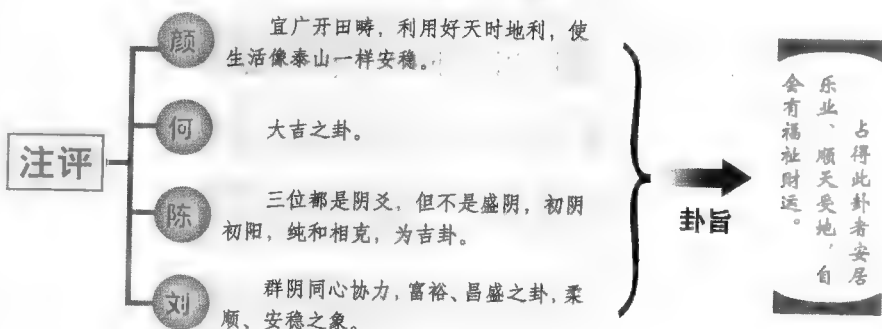 注评
颜
宜广开田畴，利用好天时地利，使
生活像泰山一样安稳。
何
大吉之卦。
陈
三位都是阴爻，但不是盛阴，初阴
初阳，纯和相克，为吉卦。
刘
群阴同心协力，富裕、昌盛之卦，柔
顺、安稳之象。
卦旨
占得此卦者安居
乐业、顺天受地，自
会有福祉财运。